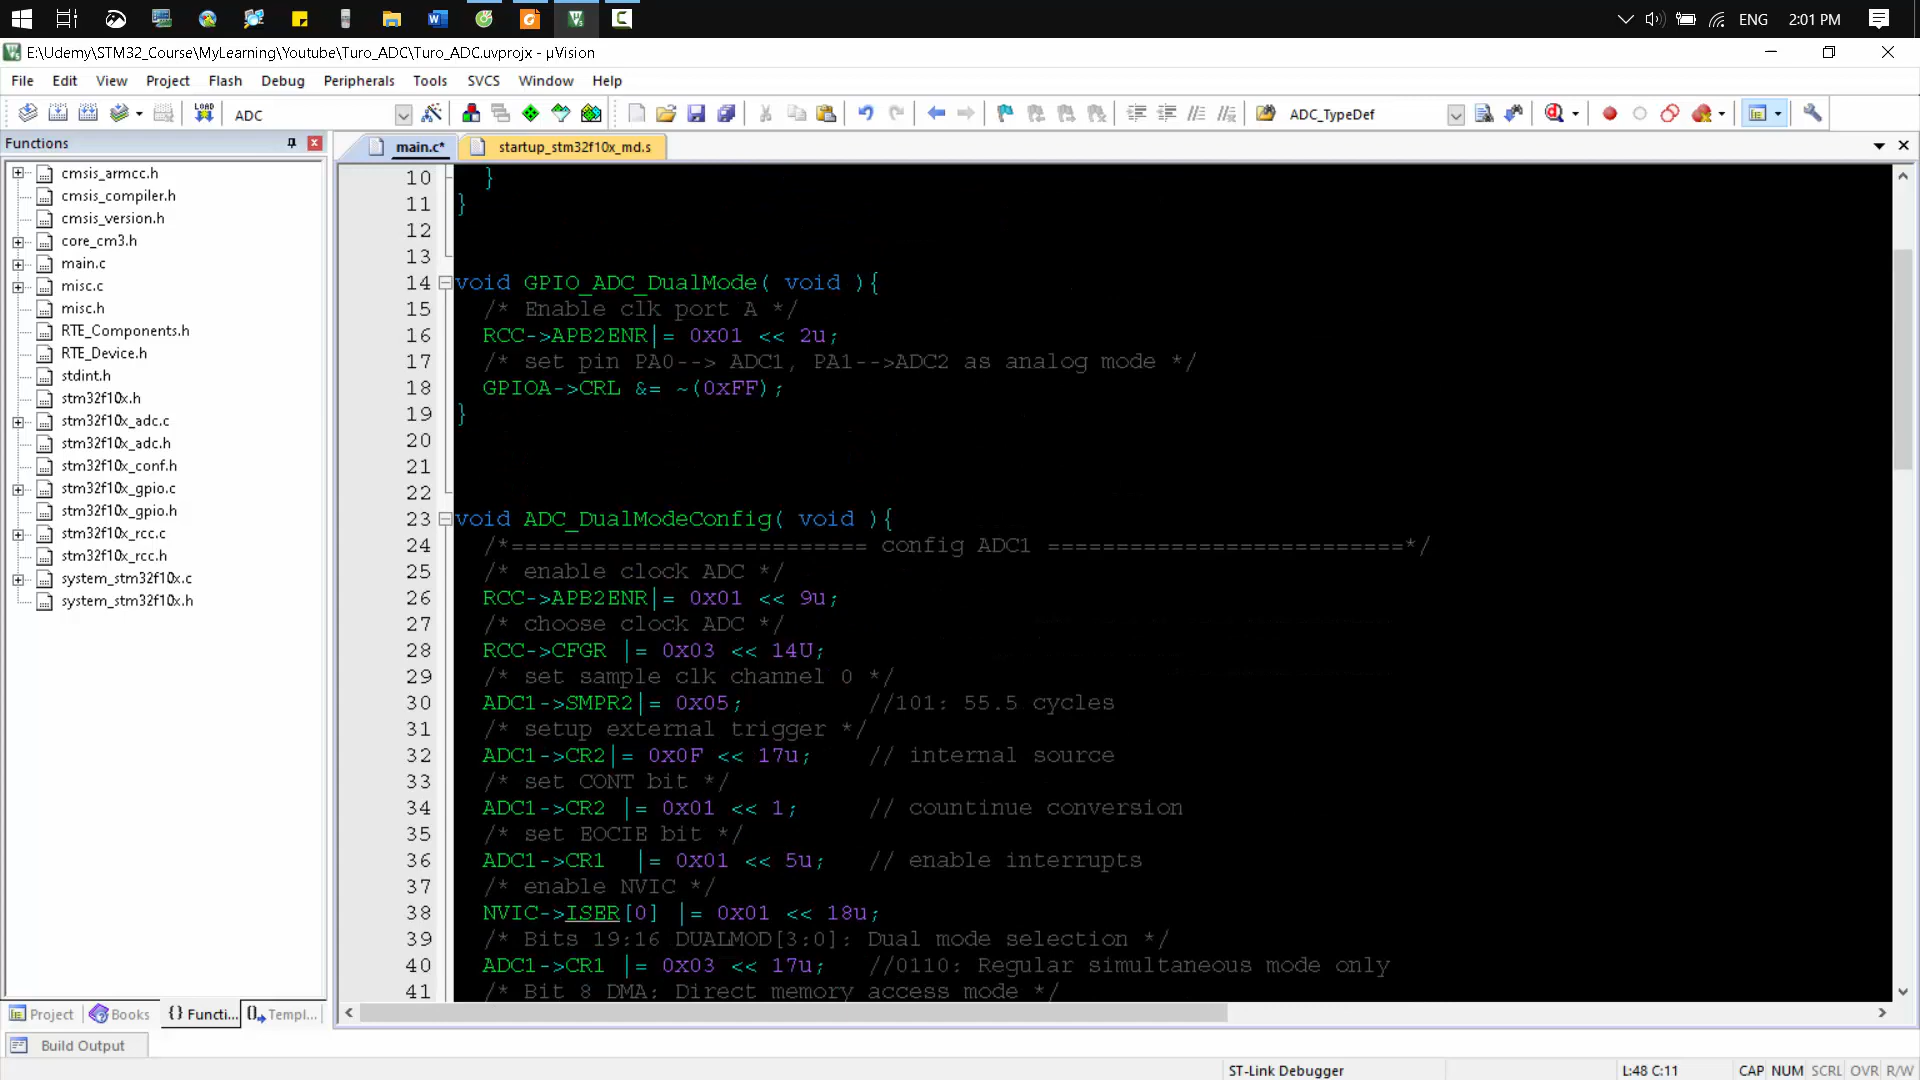 ENG 2:01 PM
E:\Udemy\STM32_Course\MyLearning\Youtube\Turo_ADC\Turo_ADC.uvprojx - µVision
File Edit View Project Flash Debug Peripherals Tools SVCS Window Help
LOAD ADC ADC_TypeDef
Functions
main.c* startup_stm32f10x_md.s
cmsis_armcc.h
cmsis_compiler.h
cmsis_version.h
core_cm3.h
main.c
misc.c
misc.h
RTE_Components.h
RTE_Device.h
stdint.h
stm32f10x.h
stm32f10x_adc.c
stm32f10x_adc.h
stm32f10x_conf.h
stm32f10x_gpio.c
stm32f10x_gpio.h
stm32f10x_rcc.c
stm32f10x_rcc.h
system_stm32f10x.c
system_stm32f10x.h
10 }
11 }
12
13
14 void GPIO_ADC_DualMode( void ){
15 /* Enable clk port A */
16 RCC->APB2ENR|= 0x01 << 2u;
17 /* set pin PA0--> ADC1, PA1-->ADC2 as analog mode */
18 GPIOA->CRL &= ~(0xFF);
19 }
20
21
22
23 void ADC_DualModeConfig( void ){
24 /*========================== config ADC1 ==========================*/
25 /* enable clock ADC */
26 RCC->APB2ENR|= 0x01 << 9u;
27 /* choose clock ADC */
28 RCC->CFGR |= 0x03 << 14U;
29 /* set sample clk channel 0 */
30 ADC1->SMPR2|= 0x05; //101: 55.5 cycles
31 /* setup external trigger */
32 ADC1->CR2|= 0x0F << 17u; // internal source
33 /* set CONT bit */
34 ADC1->CR2 |= 0x01 << 1; // countinue conversion
35 /* set EOCIE bit */
36 ADC1->CR1 |= 0x01 << 5u; // enable interrupts
37 /* enable NVIC */
38 NVIC->ISER[0] |= 0x01 << 18u;
39 /* Bits 19:16 DUALMOD[3:0]: Dual mode selection */
40 ADC1->CR1 |= 0x03 << 17u; //0110: Regular simultaneous mode only
41 /* Bit 8 DMA: Direct memory access mode */
Project Books {} Functi... Templ...
Build Output
ST-Link Debugger L:48 C:11 CAP NUM SCRL OVR R/W